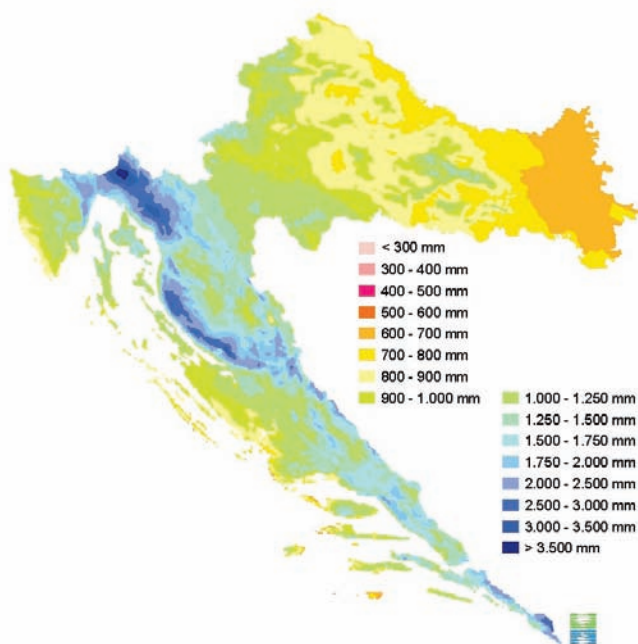 < 300 mm
300 - 400 mm
400 - 500 mm
500 - 600 mm
600 - 700 mm
700 - 800 mm
800 - 900 mm
900 - 1.000 mm
1.000 - 1.250 mm
1.250 - 1.500 mm
1.500 - 1.750 mm
1.750 - 2.000 mm
2.000 - 2.500 mm
2.500 - 3.000 mm
3.000 - 3.500 mm
> 3.500 mm